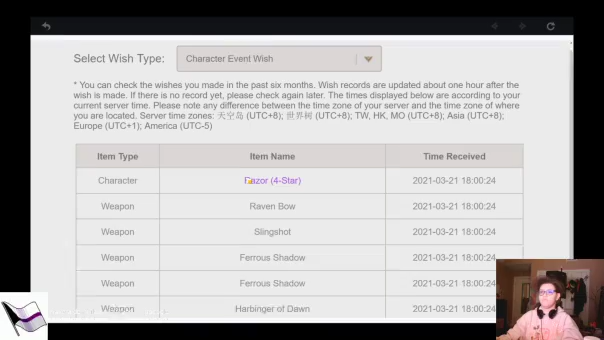 Select Wish Type:
Character Event Wish
* You can check the wishes you made in the past six months. Wish records are updated about one hour after the
wish is made. If there is no record yet, please check again later. The times displayed below are according to your
current server time. Please note any difference between the time zone of your server and the time zone of where
you are located. Server time zones: 天空岛 (UTC+8); 世界树 (UTC+8); TW, HK, MO (UTC+8); Asia (UTC+8);
Europe (UTC+1); America (UTC-5)
Item Type Item Name Time Received
Character Razor (4-Star) 2021-03-21 18:00:24
Weapon Raven Bow 2021-03-21 18:00:24
Weapon Slingshot 2021-03-21 18:00:24
Weapon Ferrous Shadow 2021-03-21 18:00:24
Weapon Ferrous Shadow 2021-03-21 18:00:24
Weapon Harbinger of Dawn 2021-03-21 18:00:24